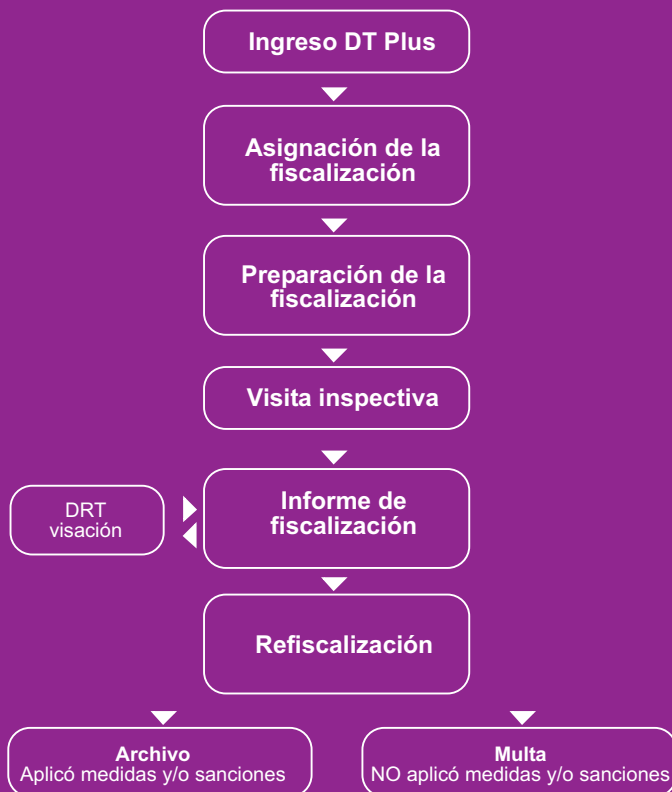 Ingreso DT Plus
Asignación de la
fiscalización
Preparación de la
fiscalización
Visita inspectiva
DRT
visación
Informe de
fiscalización
Refiscalización
Archivo
Aplicó medidas y/o sanciones
Multa
NO aplicó medidas y/o sanciones